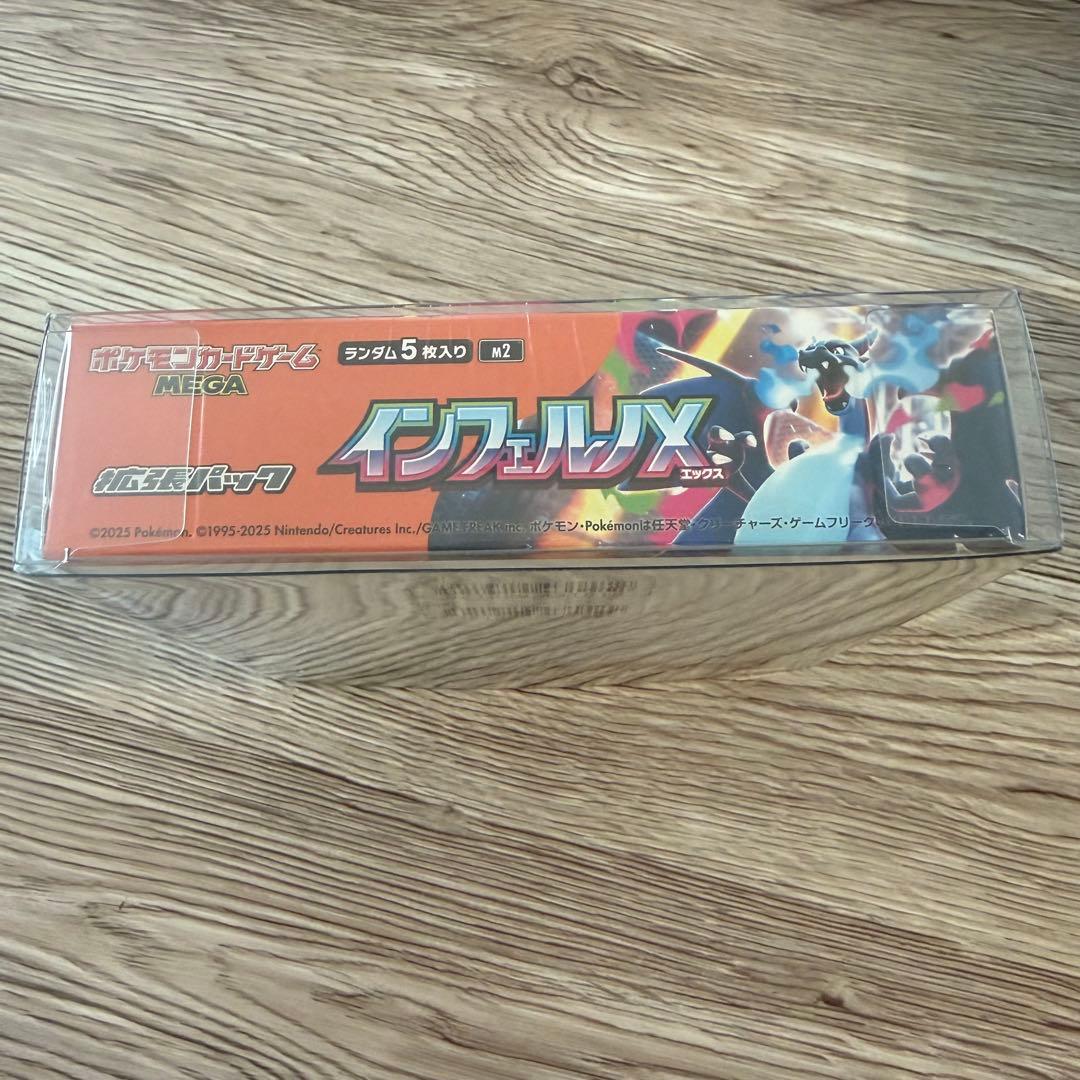 ポケモンカードゲーム
MEGA
ランダム5枚入り M2
インフェルノX
エックス
拡張パック
©2025 Pokémon. ©1995-2025 Nintendo/Creatures Inc./GAME FREAK inc. ポケモン・Pokémonは任天堂・クリーチャーズ・ゲームフリーク